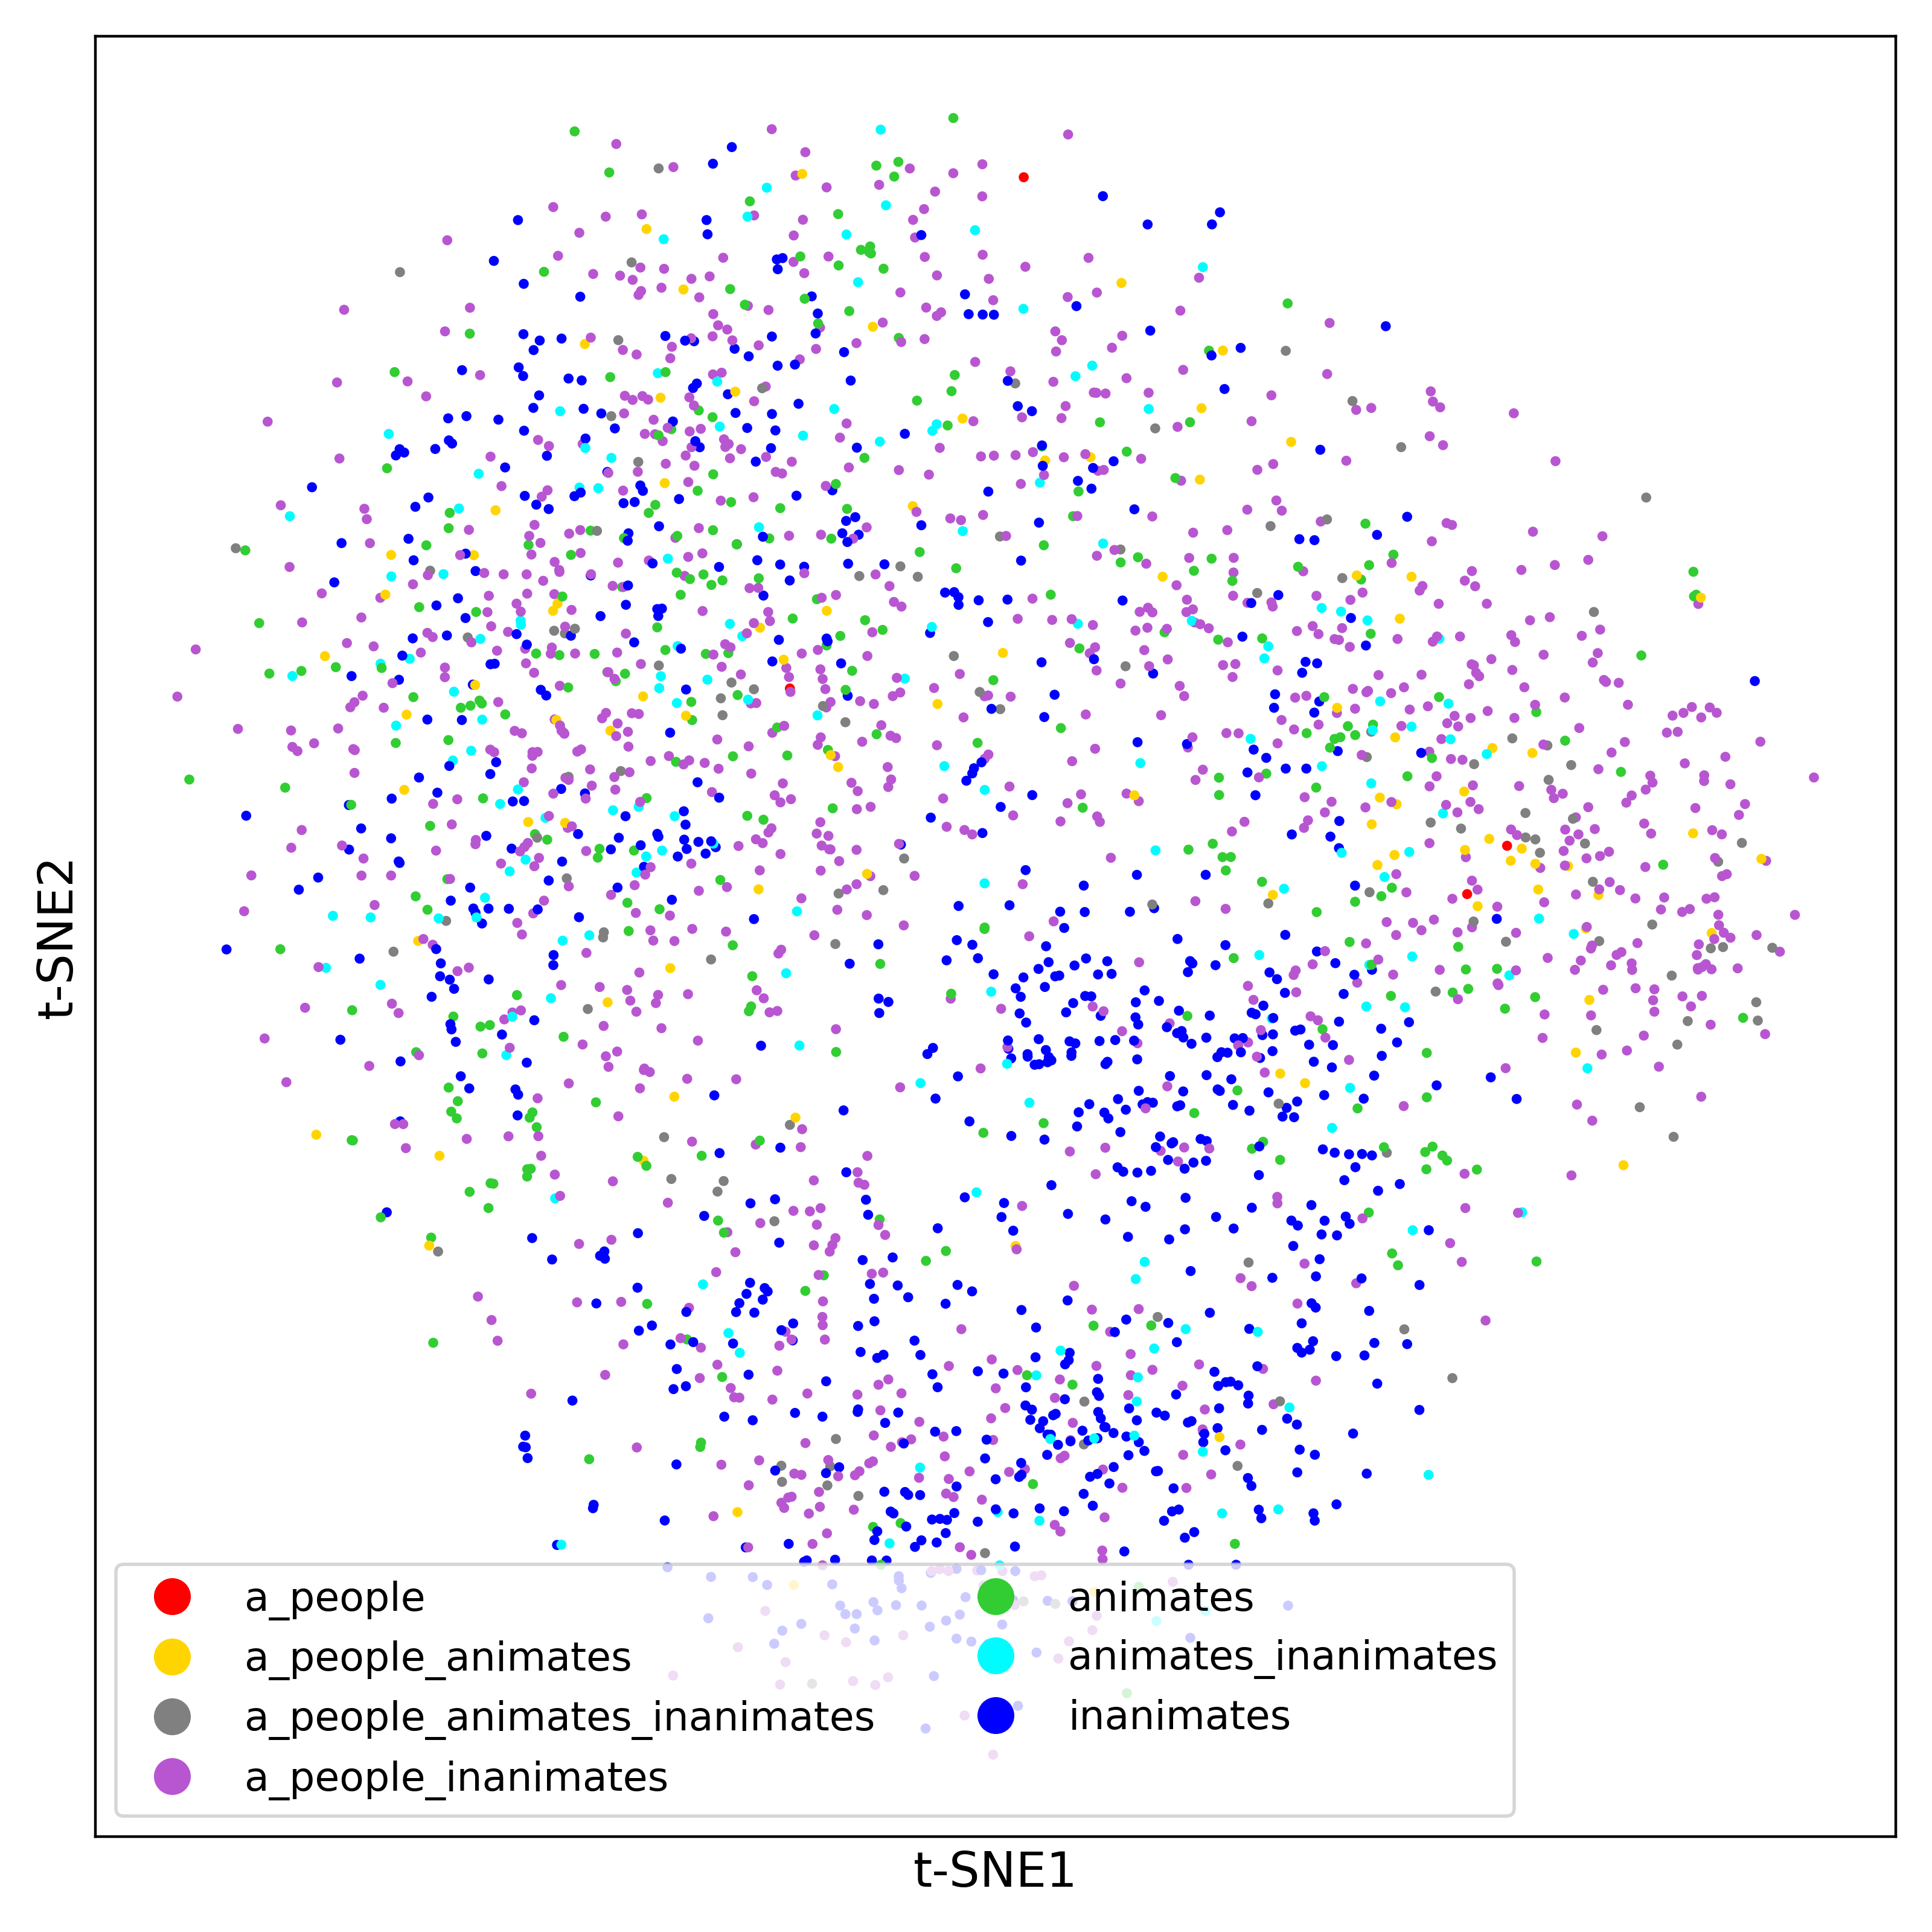 t-SNE2
a_people
a_people_animates
a_people_animates_inanimates
a_people_inanimates
animates
animates_inanimates
inanimates
t-SNE1